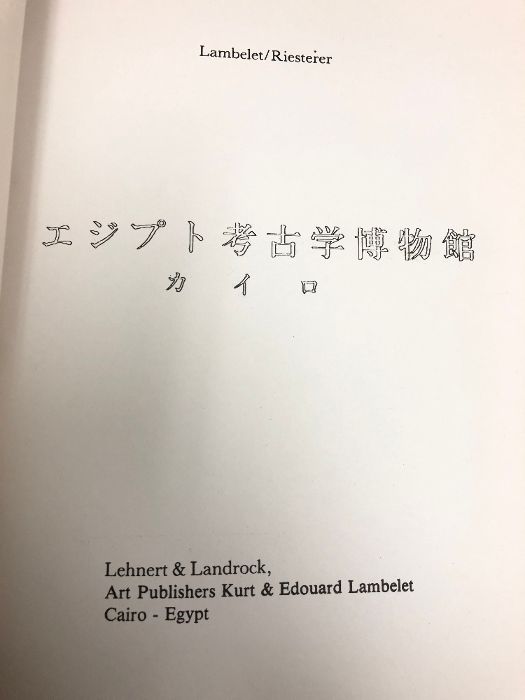 Lambelet/Riesterer
エジプト考古学博物館
カイロ
Lehnert & Landrock,
Art Publishers Kurt & Edouard Lambelet
Cairo - Egypt